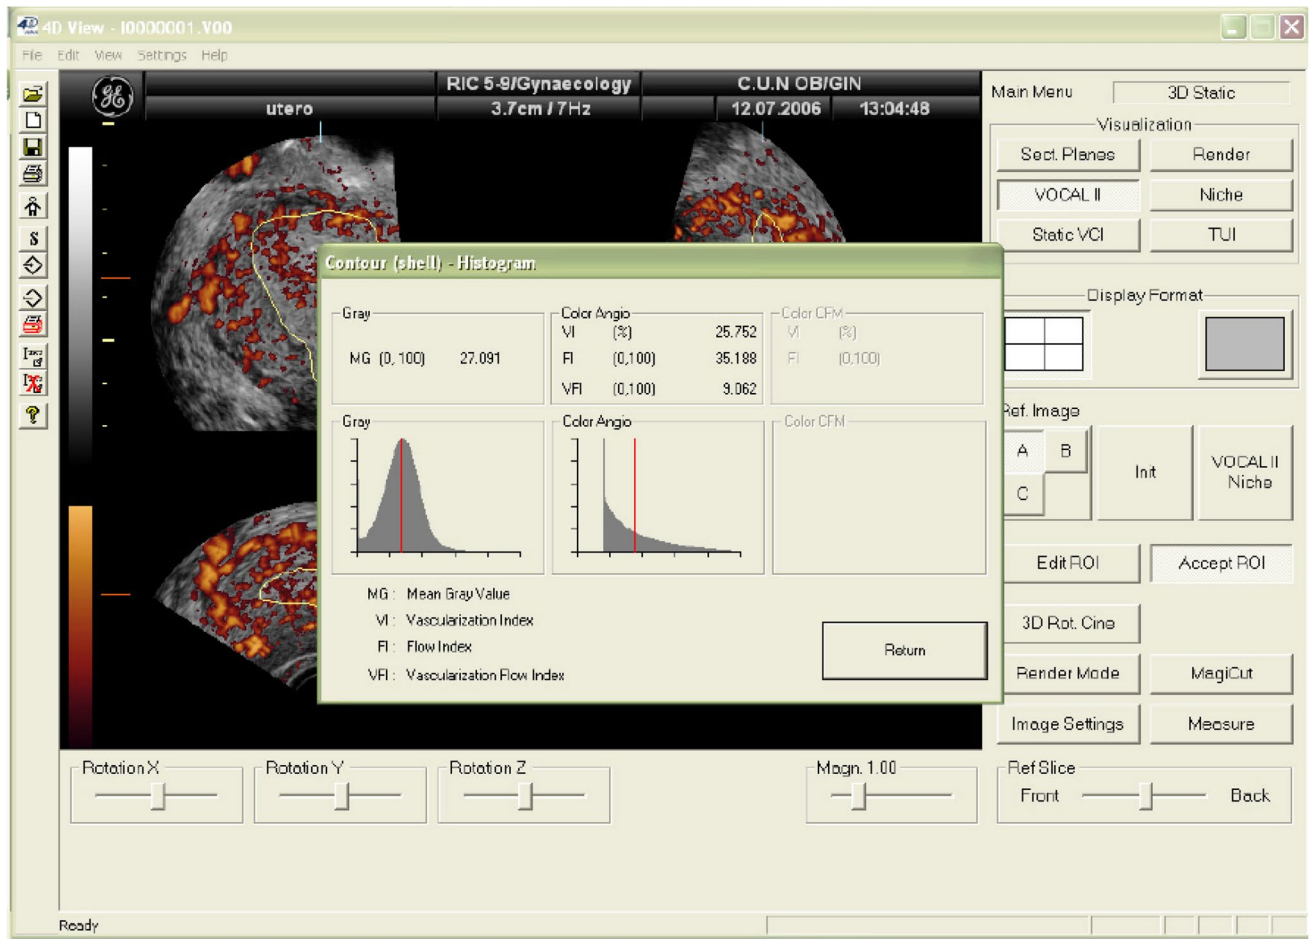 4D View - I0000001.V00
File Edit View Settings Help
GE
RIC 5-9/Gynaecology C.U.N OB/GIN
utero 3.7cm / 7Hz 12.07.2006 13:04:48
Main Menu 3D Static
Visualization
Sect. Planes Render
VOCAL II Niche
Static VCI TUI
Display Format
Ref. Image
A B
C
Init
VOCAL II
Niche
Edit ROI Accept ROI
3D Rot. Cine
Render Mode MagiCut
Image Settings Measure
Contour (shell) - Histogram
Gray
MG (0, 100) 27.091
Color Angio
VI (%) 25.752
FI (0,100) 35.188
VFI (0,100) 9.062
Color CFM
VI (%)
FI (0,100)
Gray
Color Angio
Color CFM
MG : Mean Gray Value
VI : Vascularization Index
FI : Flow Index
VFI : Vascularization Flow Index
Return
Rotation X Rotation Y Rotation Z Magn. 1.00 Ref Slice
Front Back
Ready